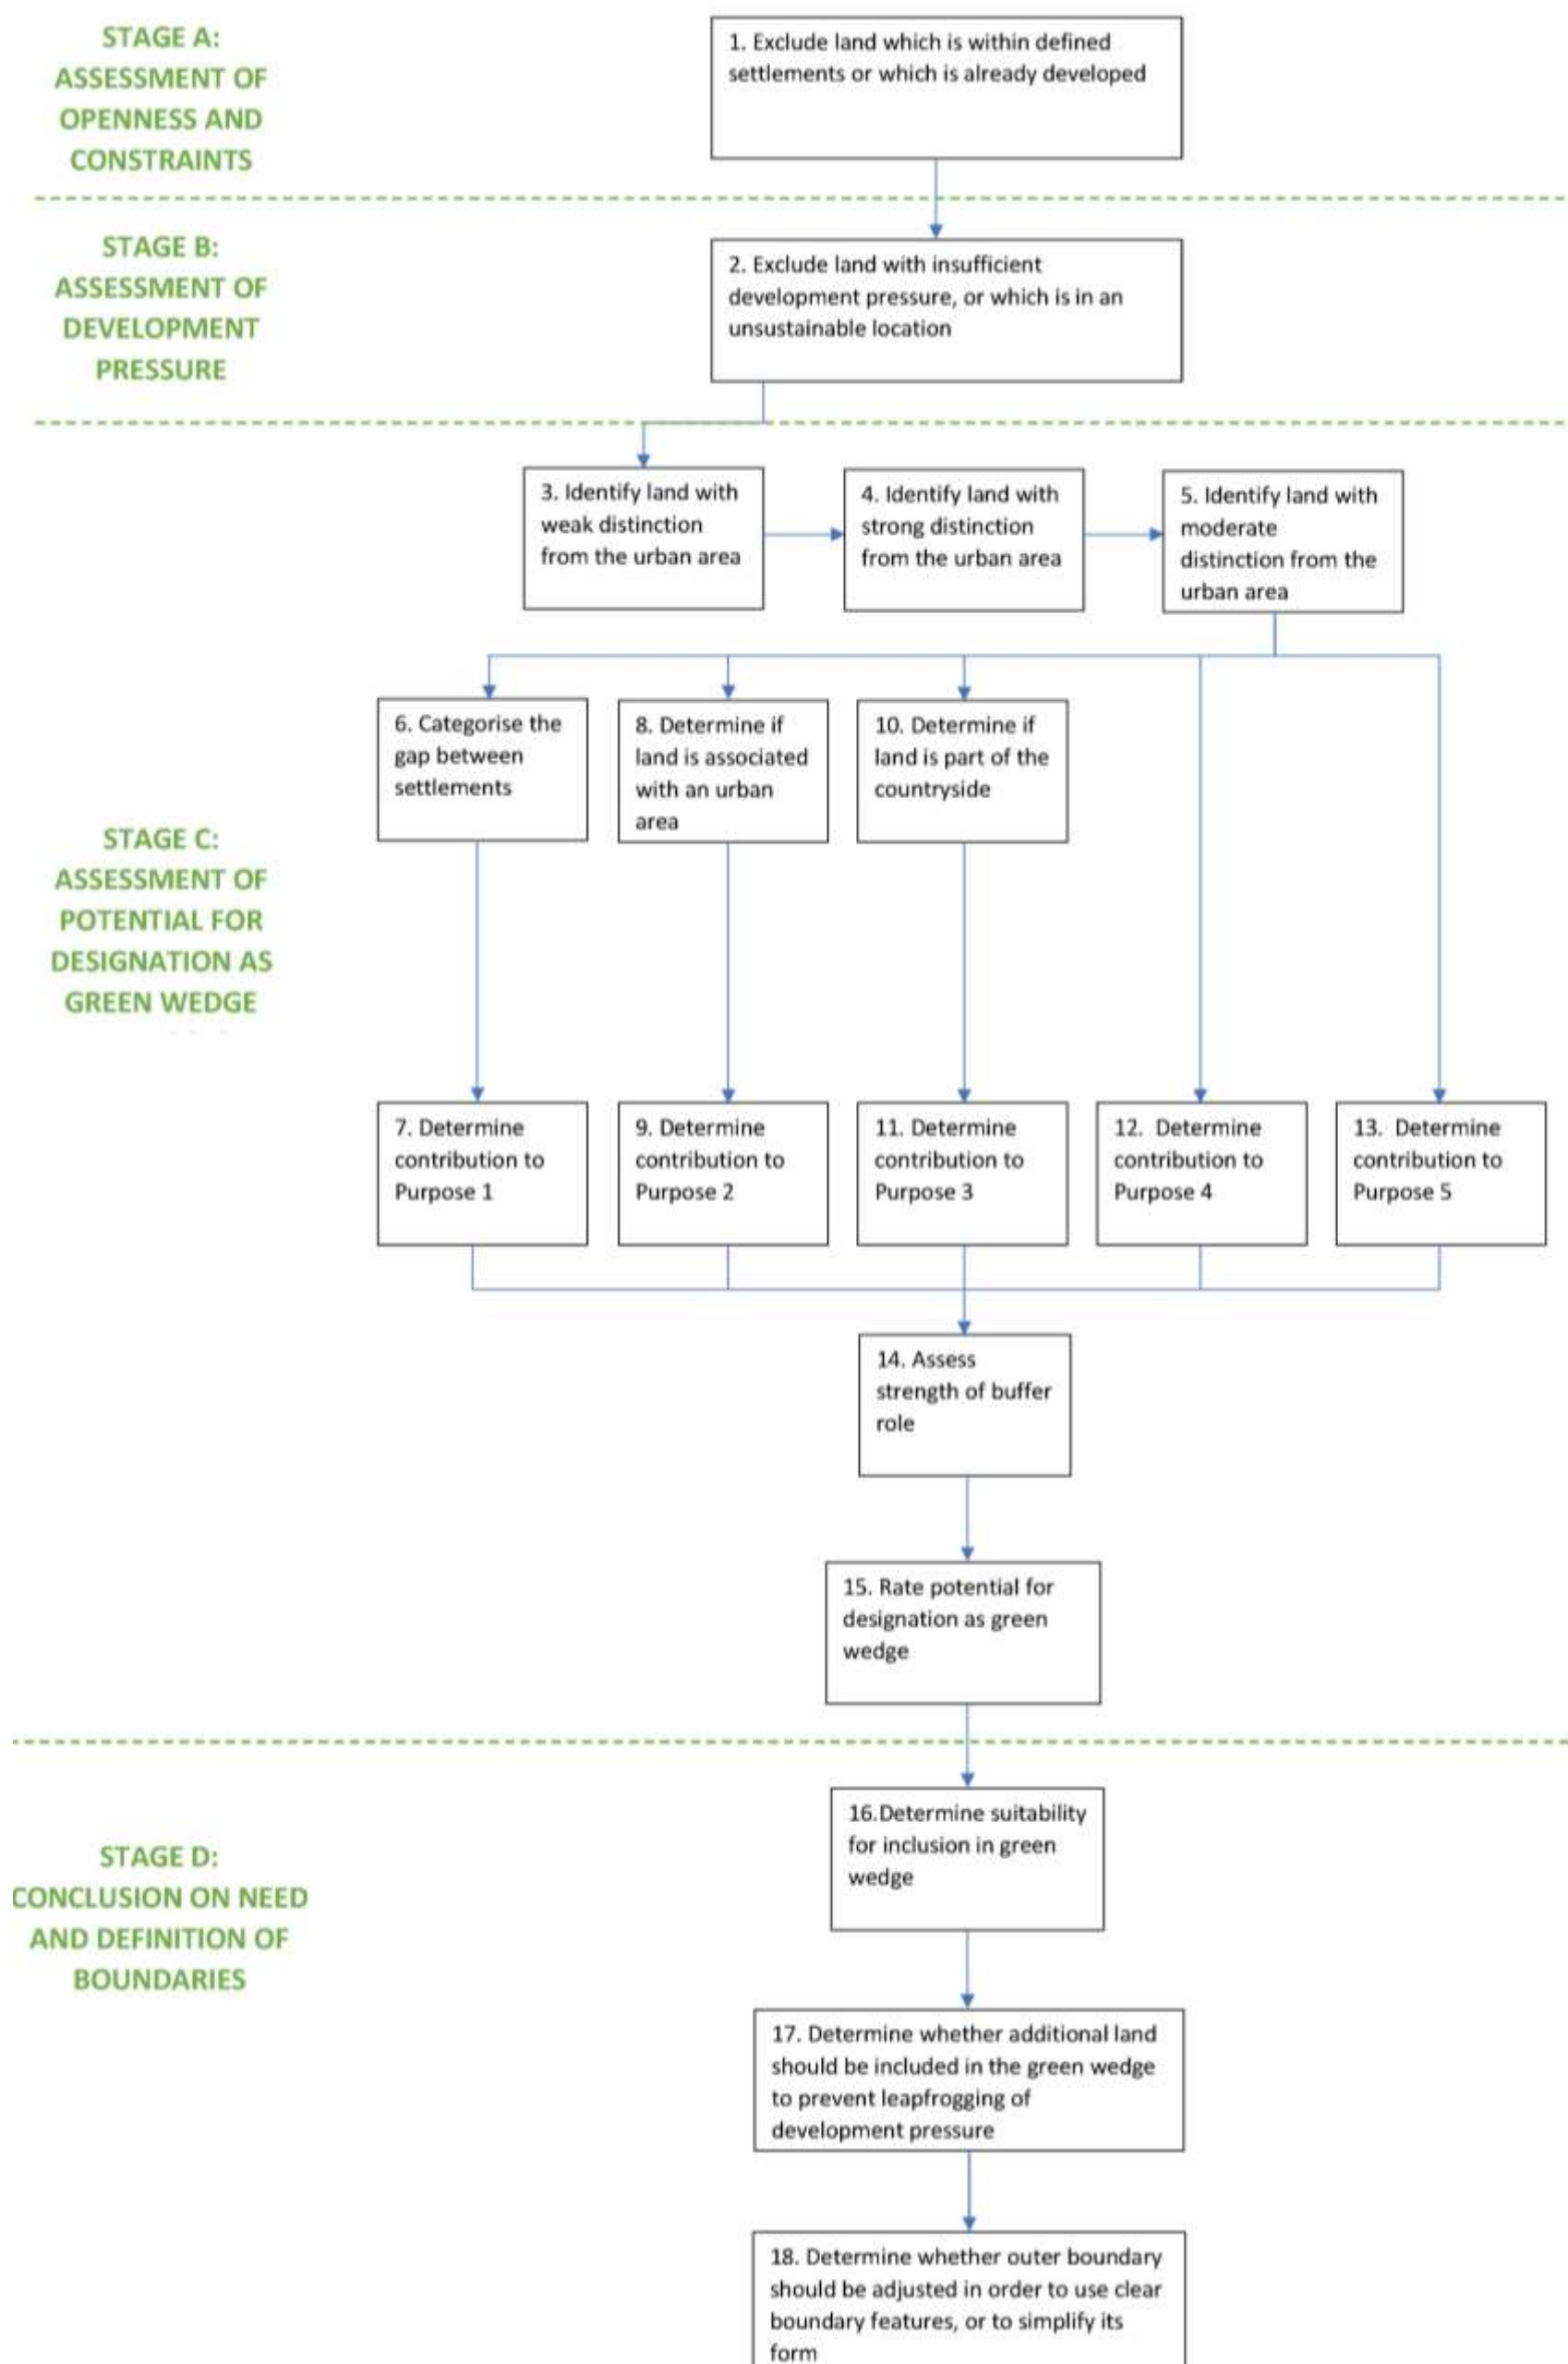 STAGE A:
ASSESSMENT OF
OPENNESS AND
CONSTRAINTS
1. Exclude land which is within defined
settlements or which is already developed
STAGE B:
ASSESSMENT OF
DEVELOPMENT
PRESSURE
2. Exclude land with insufficient
development pressure, or which is in an
unsustainable location
3. Identify land with
weak distinction
from the urban area
4. Identify land with
strong distinction
from the urban area
5. Identify land with
moderate
distinction from the
urban area
STAGE C:
ASSESSMENT OF
POTENTIAL FOR
DESIGNATION AS
GREEN WEDGE
6. Categorise the
gap between
settlements
8. Determine if
land is associated
with an urban
area
10. Determine if
land is part of the
countryside
7. Determine
contribution to
Purpose 1
9. Determine
contribution to
Purpose 2
11. Determine
contribution to
Purpose 3
12. Determine
contribution to
Purpose 4
13. Determine
contribution to
Purpose 5
14. Assess
strength of buffer
role
15. Rate potential for
designation as green
wedge
STAGE D:
CONCLUSION ON NEED
AND DEFINITION OF
BOUNDARIES
16.Determine suitability
for inclusion in green
wedge
17. Determine whether additional land
should be included in the green wedge
to prevent leapfrogging of
development pressure
18. Determine whether outer boundary
should be adjusted in order to use clear
boundary features, or to simplify its
form